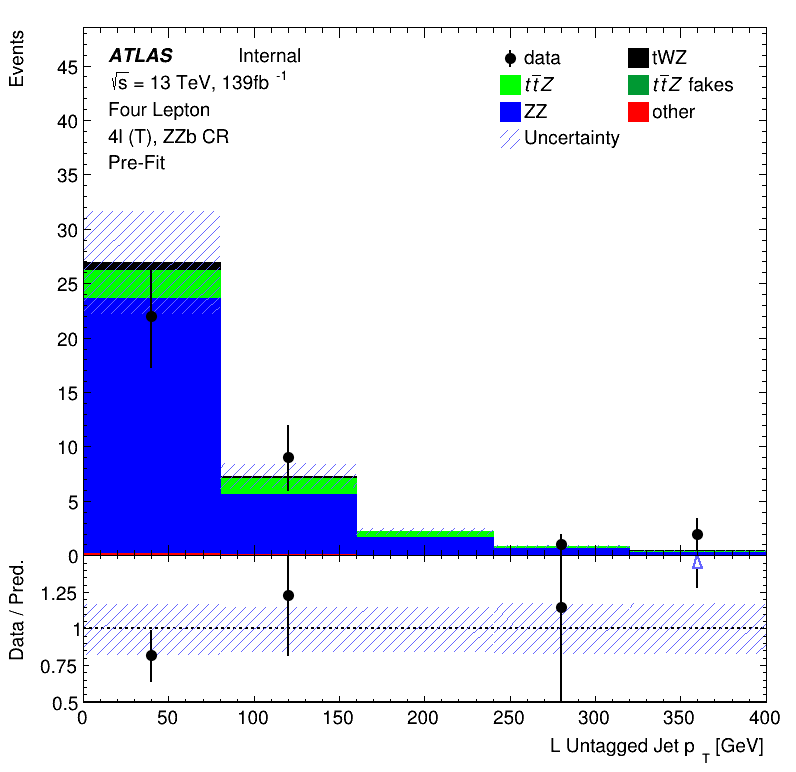 Events
45
40
35
30
25
20
15
10
5
0
ATLAS Internal
√s = 13 TeV, 139fb⁻¹
Four Lepton
4l (T), ZZb CR
Pre-Fit
data tWZ
tt̄Z tt̄Z fakes
ZZ other
Uncertainty
Data / Pred.
1.25
1
0.75
0.5
0 50 100 150 200 250 300 350 400
L Untagged Jet p_T [GeV]